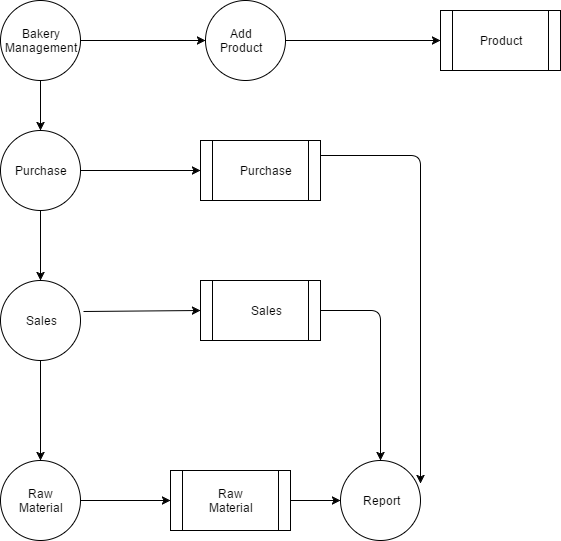 Bakery
Management
Add
Product
Product
Purchase
Purchase
Sales
Sales
Raw
Material
Raw
Material
Report